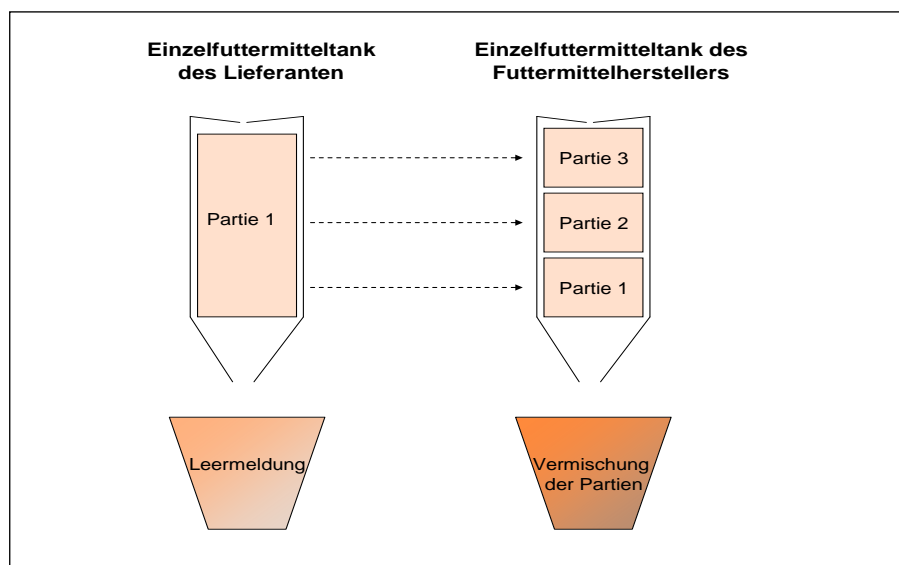 Einzelfuttermitteltank
des Lieferanten
Einzelfuttermitteltank des
Futtermittelherstellers
Partie 1
Partie 3
Partie 2
Partie 1
Leermeldung
Vermischung
der Partien